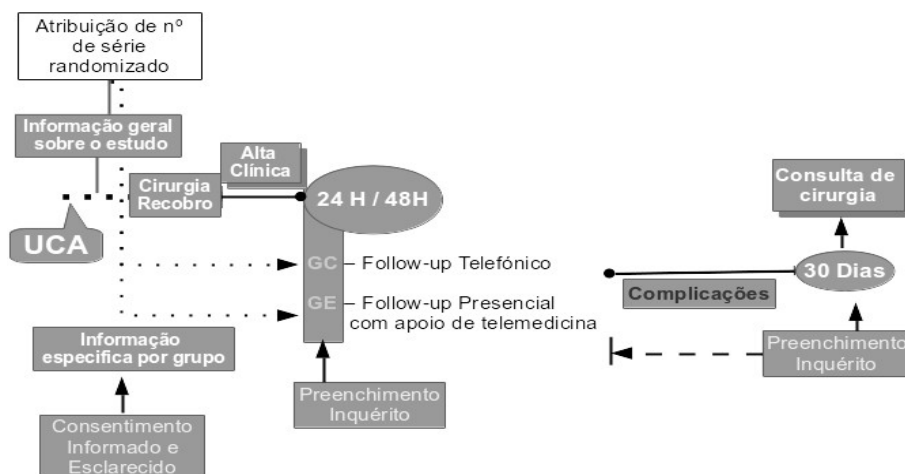 Atribuição de nº
de série
randomizado
Informação geral
sobre o estudo
Alta
Clínica
Cirurgia
Recobro
24 H / 48H
Consulta de
cirurgia
UCA
GC
Follow-up Telefónico
30 Dias
Complicações
GE
Follow-up Presencial
com apoio de telemedicina
Informação
especifica por grupo
Preenchimento
Inquérito
Preenchimento
Inquérito
Consentimento
Informado e
Esclarecido